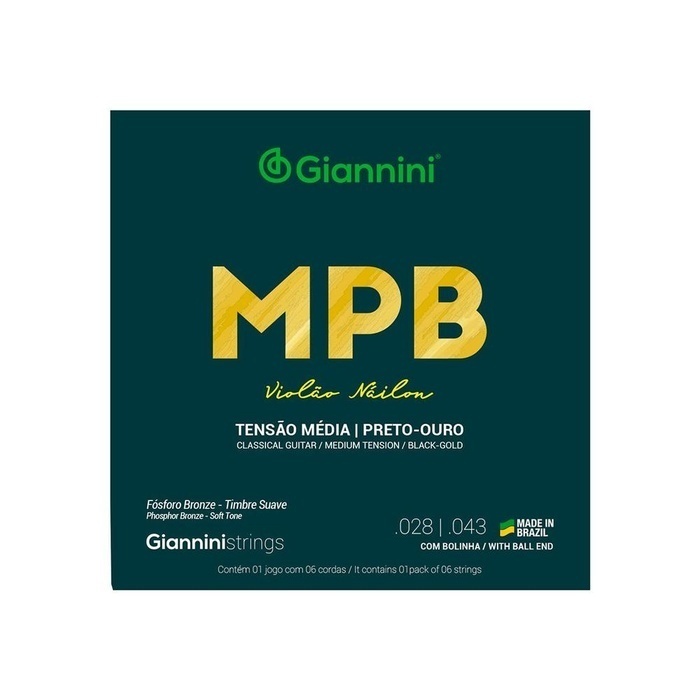 Giannini®
MPB
Violão Náilon
TENSÃO MÉDIA | PRETO-OURO
CLASSICAL GUITAR / MEDIUM TENSION / BLACK-GOLD
Fósforo Bronze - Timbre Suave
Phosphor Bronze - Soft Tone
Gianninistrings
.028 | .043
MADE IN
BRAZIL
COM BOLINHA / WITH BALL END
Contém 01 jogo com 06 cordas / It contains 01 pack of 06 strings